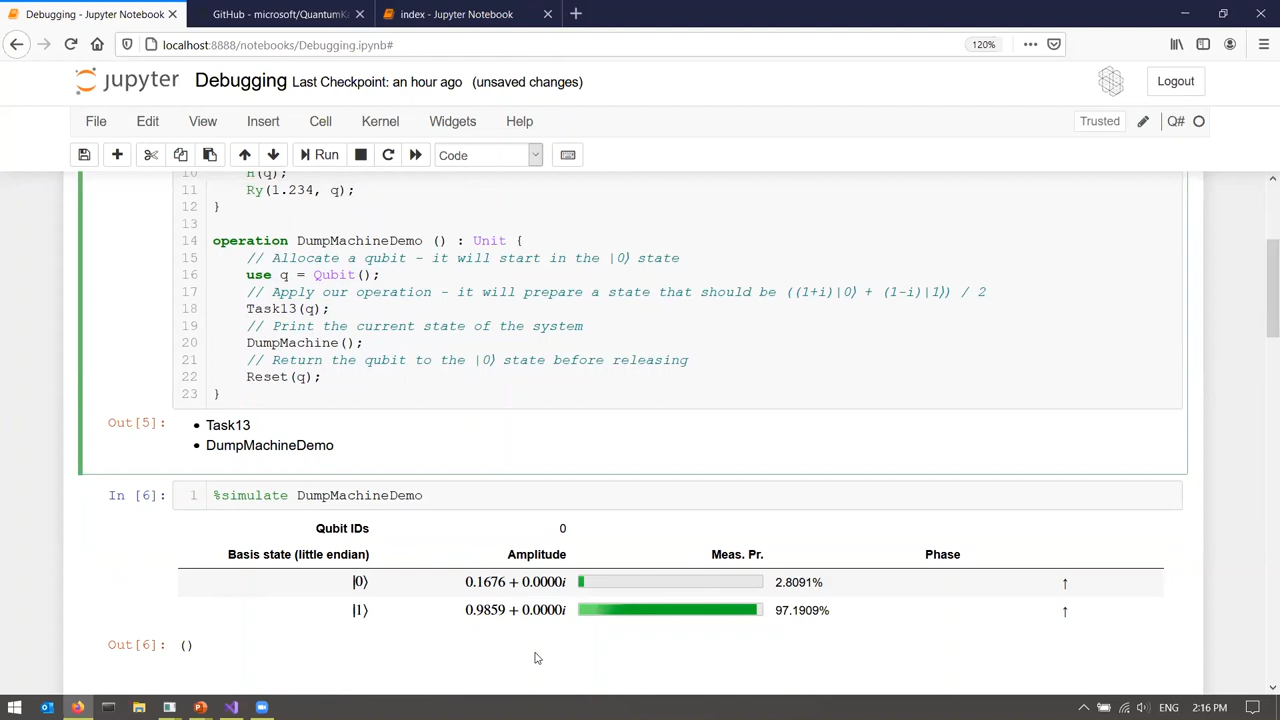 Debugging - Jupyter Notebook
GitHub - microsoft/QuantumKa
index - Jupyter Notebook
localhost:8888/notebooks/Debugging.ipynb#
120%
jupyter Debugging Last Checkpoint: an hour ago (unsaved changes)
Logout
File Edit View Insert Cell Kernel Widgets Help
Trusted
Q#
Run
Code
10 H(q);
11 Ry(1.234, q);
12 }
13
14 operation DumpMachineDemo () : Unit {
15 // Allocate a qubit - it will start in the |0⟩ state
16 use q = Qubit();
17 // Apply our operation - it will prepare a state that should be ((1+i)|0⟩ + (1-i)|1⟩) / 2
18 Task13(q);
19 // Print the current state of the system
20 DumpMachine();
21 // Return the qubit to the |0⟩ state before releasing
22 Reset(q);
23 }
Out[5]: • Task13
• DumpMachineDemo
In [6]: 1 %simulate DumpMachineDemo
Qubit IDs 0
Basis state (little endian) Amplitude Meas. Pr. Phase
|0⟩ 0.1676 + 0.0000i 2.8091% ↑
|1⟩ 0.9859 + 0.0000i 97.1909% ↑
Out[6]: ()
ENG 2:16 PM